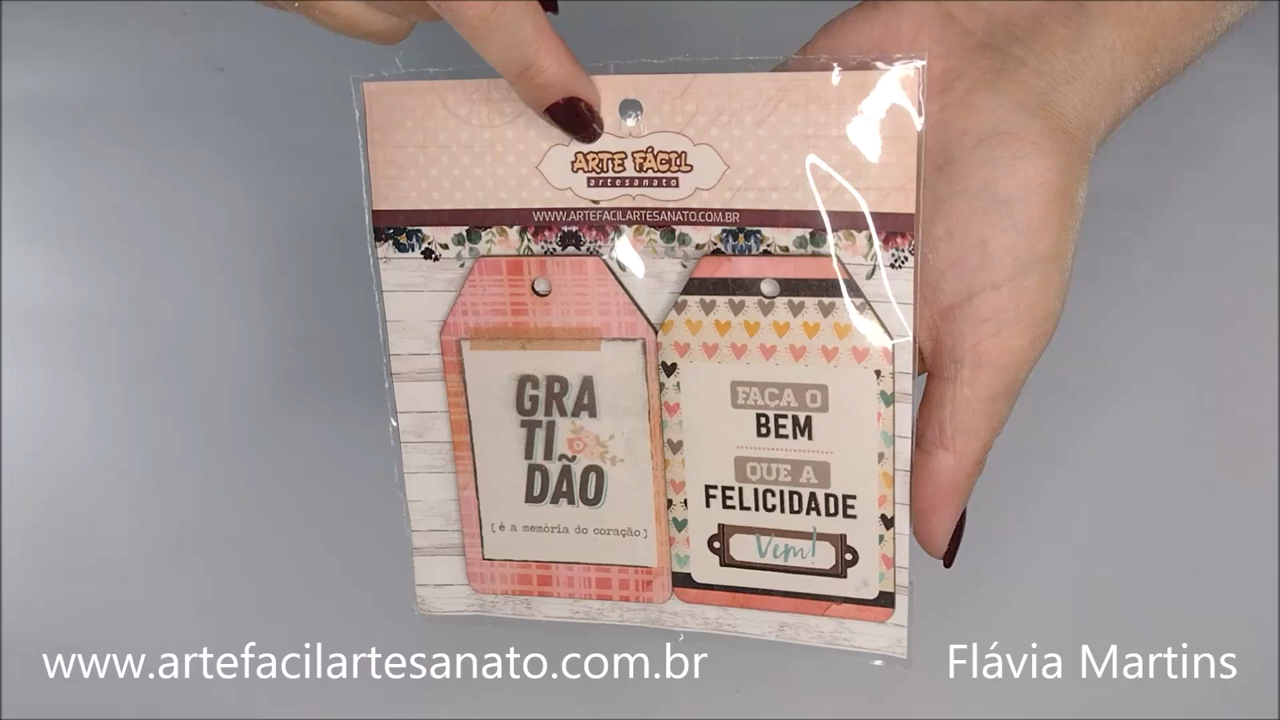 ARTE FÁCIL
artesanato
WWW.ARTEFACILARTESANATO.COM.BR
GRA
TI
DÃO
[é a memória do coração]
FAÇA O
BEM
QUE A
FELICIDADE
Vem!
www.artefacilartesanato.com.br
Flávia Martins